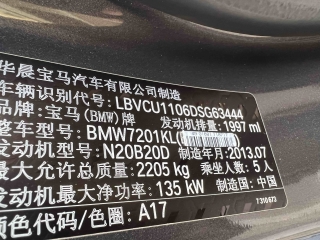 华晨宝马汽车有限公司制造
车辆识别代号: LBVCU1106DSG63444
品牌: 宝马(BMW)牌 发动机排量: 1997 ml
整车型号: BMW7201KL(
发动机型号: N20B20D 制造年月: 2013.07
最大允许总质量: 2205 kg 乘坐人数: 5 人
发动机最大净功率: 135 kW 制造国: 中国
颜色代码/色圈: A17